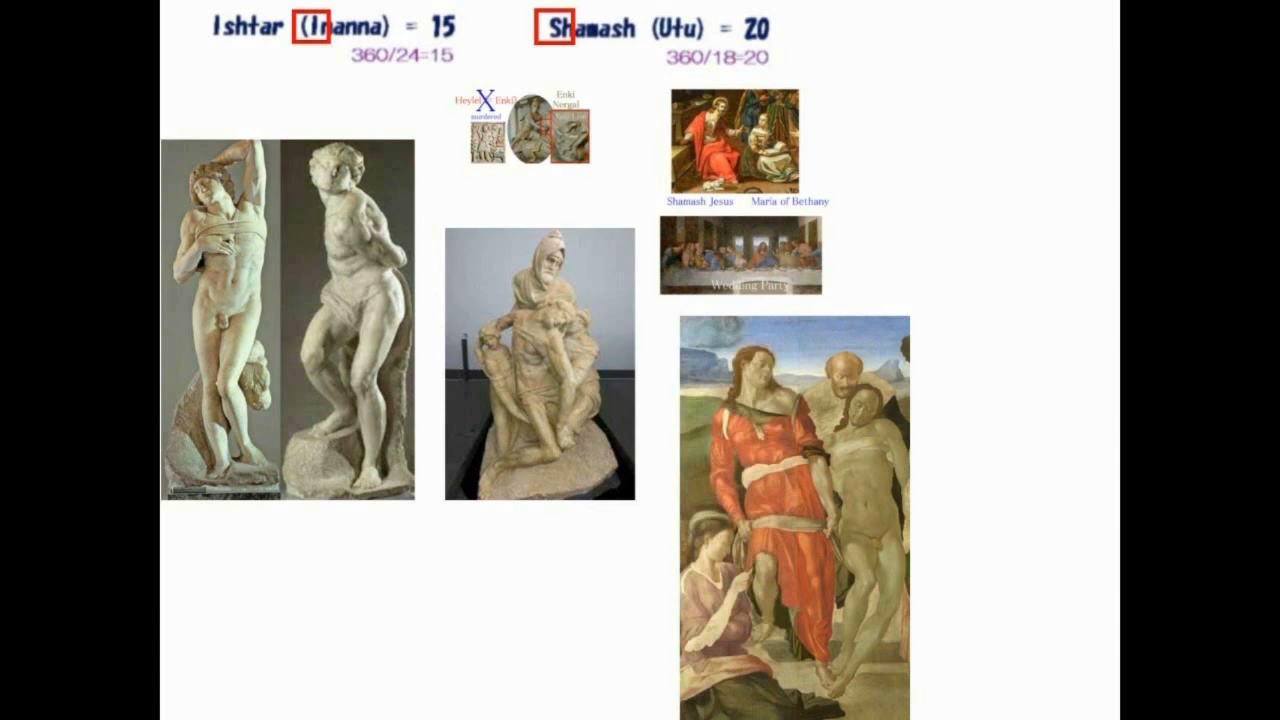 Ishtar (Inanna) = 15
360/24=15
Shamash (Utu) = 20
360/18=20
Heylel = Enki?
X
murdered
Enki
Nergal
Shamash Jesus
María of Bethany
Wedding Party